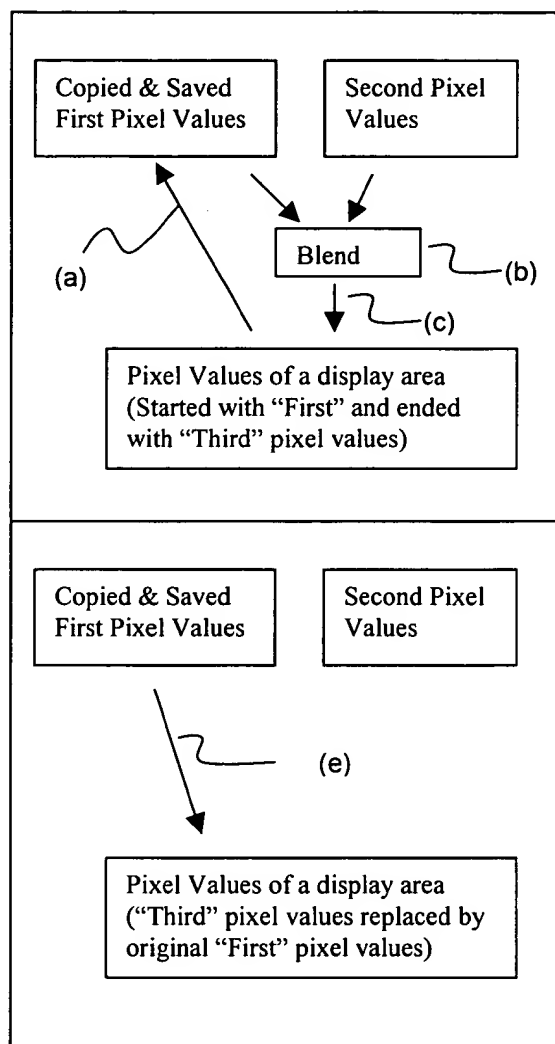 Copied & Saved
First Pixel Values
Second Pixel
Values
Blend
(a)
(b)
(c)
Pixel Values of a display area
(Started with “First” and ended
with “Third” pixel values)
Copied & Saved
First Pixel Values
Second Pixel
Values
(e)
Pixel Values of a display area
(“Third” pixel values replaced by
original “First” pixel values)